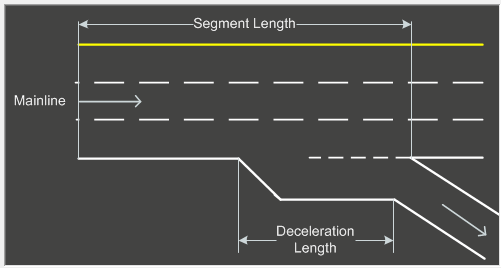 Segment Length
Mainline
Deceleration
Length